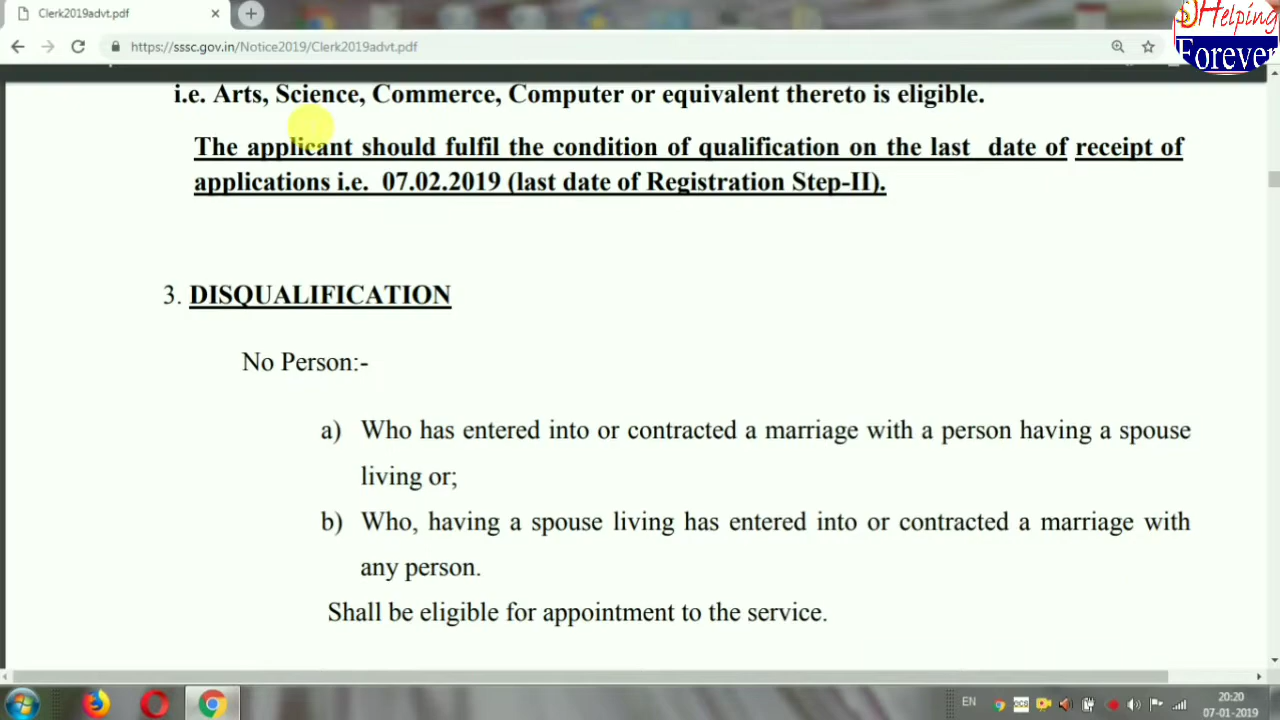 Clerk2019advt.pdf
https://sssc.gov.in/Notice2019/Clerk2019advt.pdf
Helping
Forever
i.e. Arts, Science, Commerce, Computer or equivalent thereto is eligible.
The applicant should fulfil the condition of qualification on the last date of receipt of
applications i.e. 07.02.2019 (last date of Registration Step-II).
3. DISQUALIFICATION
No Person:-
a) Who has entered into or contracted a marriage with a person having a spouse
living or;
b) Who, having a spouse living has entered into or contracted a marriage with
any person.
Shall be eligible for appointment to the service.
EN
20:20
07-01-2019